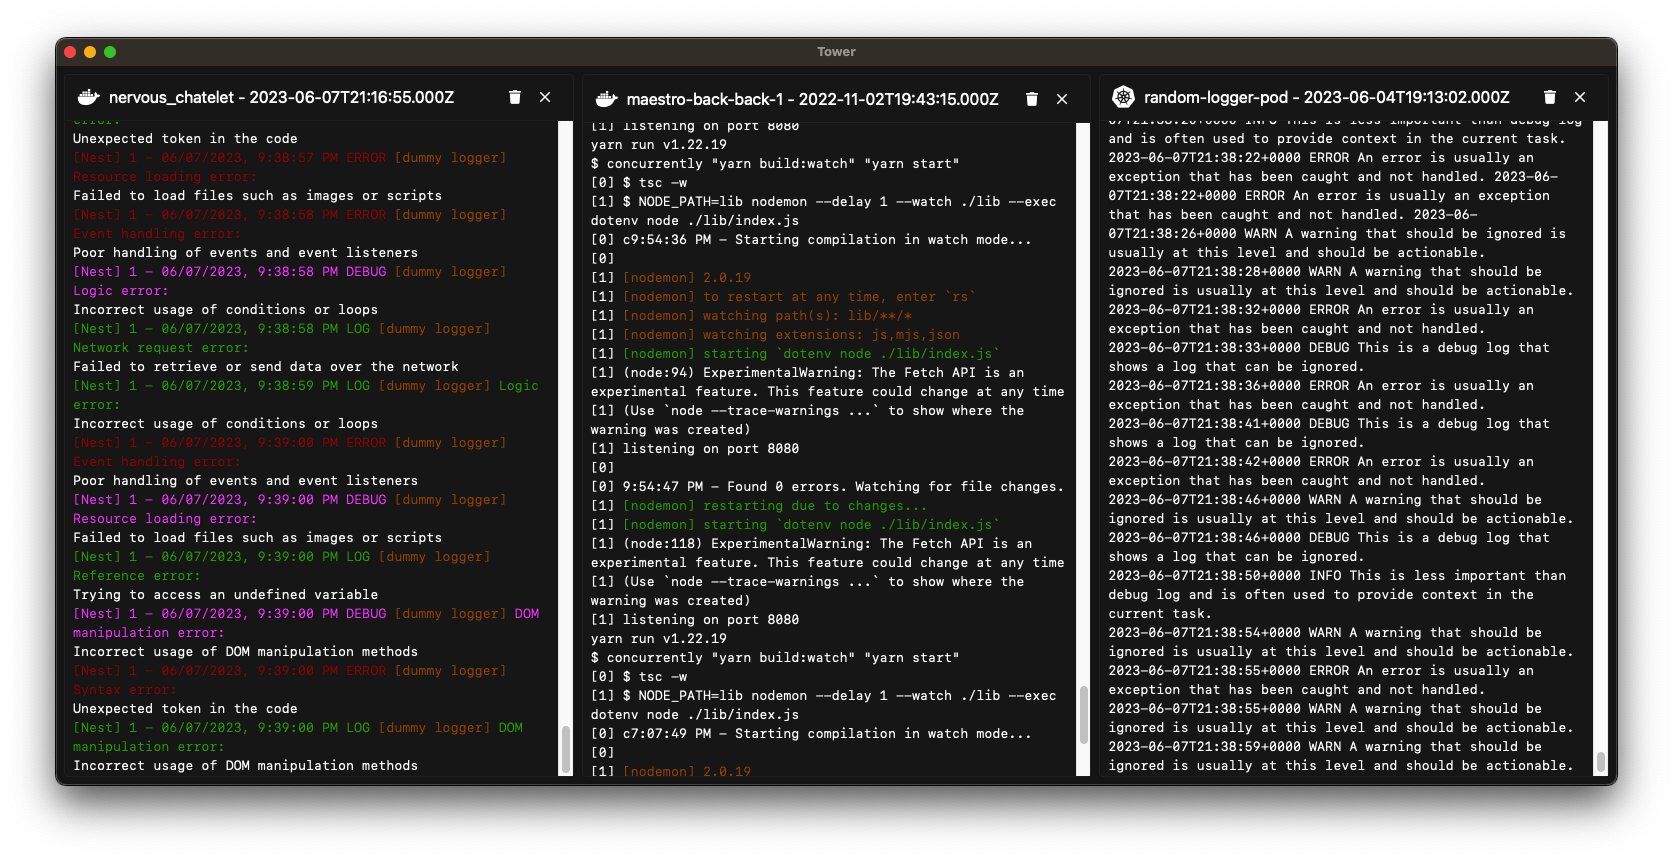 Tower
nervous_chatelet - 2023-06-07T21:16:55.000Z
error:
Unexpected token in the code
[Nest] 1 - 06/07/2023, 9:38:57 PM ERROR [dummy logger]
Resource loading error:
Failed to load files such as images or scripts
[Nest] 1 - 06/07/2023, 9:38:58 PM ERROR [dummy logger]
Event handling error:
Poor handling of events and event listeners
[Nest] 1 - 06/07/2023, 9:38:58 PM DEBUG [dummy logger]
Logic error:
Incorrect usage of conditions or loops
[Nest] 1 - 06/07/2023, 9:38:58 PM LOG [dummy logger]
Network request error:
Failed to retrieve or send data over the network
[Nest] 1 - 06/07/2023, 9:38:59 PM LOG [dummy logger] Logic
error:
Incorrect usage of conditions or loops
[Nest] 1 - 06/07/2023, 9:39:00 PM ERROR [dummy logger]
Event handling error:
Poor handling of events and event listeners
[Nest] 1 - 06/07/2023, 9:39:00 PM DEBUG [dummy logger]
Resource loading error:
Failed to load files such as images or scripts
[Nest] 1 - 06/07/2023, 9:39:00 PM LOG [dummy logger]
Reference error:
Trying to access an undefined variable
[Nest] 1 - 06/07/2023, 9:39:00 PM DEBUG [dummy logger] DOM
manipulation error:
Incorrect usage of DOM manipulation methods
[Nest] 1 - 06/07/2023, 9:39:00 PM ERROR [dummy logger]
Syntax error:
Unexpected token in the code
[Nest] 1 - 06/07/2023, 9:39:00 PM LOG [dummy logger] DOM
manipulation error:
Incorrect usage of DOM manipulation methods
maestro-back-back-1 - 2022-11-02T19:43:15.000Z
[1] listening on port 8080
yarn run v1.22.19
$ concurrently "yarn build:watch" "yarn start"
[0] $ tsc -w
[1] $ NODE_PATH=lib nodemon --delay 1 --watch ./lib --exec
dotenv node ./lib/index.js
[0] c9:54:36 PM - Starting compilation in watch mode...
[0]
[1] [nodemon] 2.0.19
[1] [nodemon] to restart at any time, enter `rs`
[1] [nodemon] watching path(s): lib/**/*
[1] [nodemon] watching extensions: js,mjs,json
[1] [nodemon] starting `dotenv node ./lib/index.js`
[1] (node:94) ExperimentalWarning: The Fetch API is an
experimental feature. This feature could change at any time
[1] (Use `node --trace-warnings ...` to show where the
warning was created)
[1] listening on port 8080
[0]
[0] 9:54:47 PM - Found 0 errors. Watching for file changes.
[1] [nodemon] restarting due to changes...
[1] [nodemon] starting `dotenv node ./lib/index.js`
[1] (node:118) ExperimentalWarning: The Fetch API is an
experimental feature. This feature could change at any time
[1] (Use `node --trace-warnings ...` to show where the
warning was created)
[1] listening on port 8080
yarn run v1.22.19
$ concurrently "yarn build:watch" "yarn start"
[0] $ tsc -w
[1] $ NODE_PATH=lib nodemon --delay 1 --watch ./lib --exec
dotenv node ./lib/index.js
[0] c7:07:49 PM - Starting compilation in watch mode...
[0]
[1] [nodemon] 2.0.19
random-logger-pod - 2023-06-04T19:13:02.000Z
07T21:38:20+0000 INFO This is less important than debug log
and is often used to provide context in the current task.
2023-06-07T21:38:22+0000 ERROR An error is usually an
exception that has been caught and not handled. 2023-06-
07T21:38:22+0000 ERROR An error is usually an exception
that has been caught and not handled. 2023-06-
07T21:38:26+0000 WARN A warning that should be ignored is
usually at this level and should be actionable.
2023-06-07T21:38:28+0000 WARN A warning that should be
ignored is usually at this level and should be actionable.
2023-06-07T21:38:32+0000 ERROR An error is usually an
exception that has been caught and not handled.
2023-06-07T21:38:33+0000 DEBUG This is a debug log that
shows a log that can be ignored.
2023-06-07T21:38:36+0000 ERROR An error is usually an
exception that has been caught and not handled.
2023-06-07T21:38:41+0000 DEBUG This is a debug log that
shows a log that can be ignored.
2023-06-07T21:38:42+0000 ERROR An error is usually an
exception that has been caught and not handled.
2023-06-07T21:38:46+0000 WARN A warning that should be
ignored is usually at this level and should be actionable.
2023-06-07T21:38:46+0000 DEBUG This is a debug log that
shows a log that can be ignored.
2023-06-07T21:38:50+0000 INFO This is less important than
debug log and is often used to provide context in the
current task.
2023-06-07T21:38:54+0000 WARN A warning that should be
ignored is usually at this level and should be actionable.
2023-06-07T21:38:55+0000 ERROR An error is usually an
exception that has been caught and not handled.
2023-06-07T21:38:55+0000 WARN A warning that should be
ignored is usually at this level and should be actionable.
2023-06-07T21:38:59+0000 WARN A warning that should be
ignored is usually at this level and should be actionable.